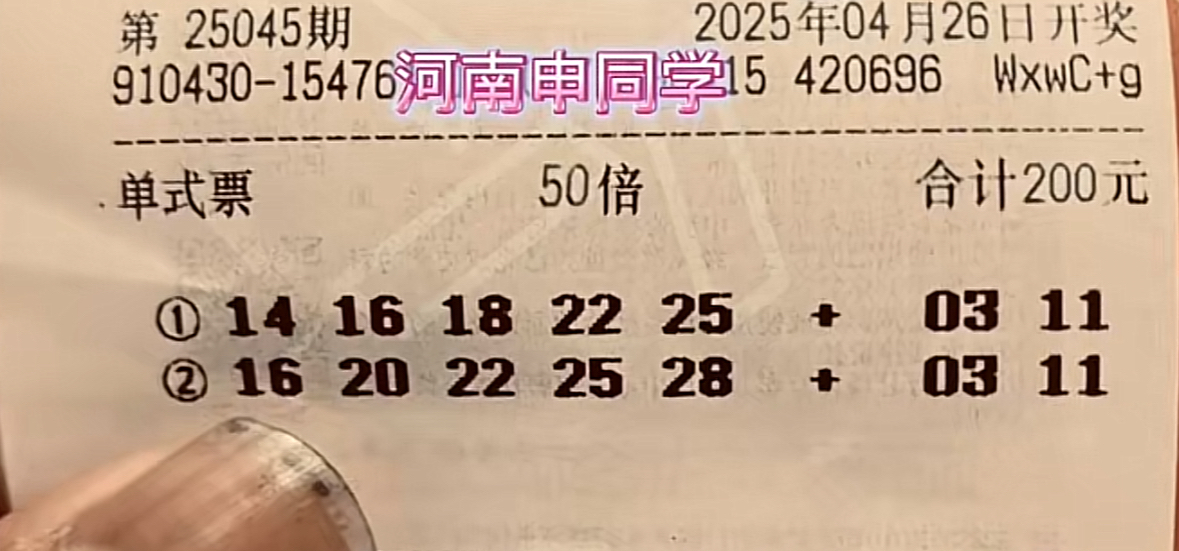 第 25045期 2025年04月26日开奖
910430-15476 河南申同学 15 420696 WxwC+g
单式票 50倍 合计200元
① 14 16 18 22 25 + 03 11
② 16 20 22 25 28 + 03 11